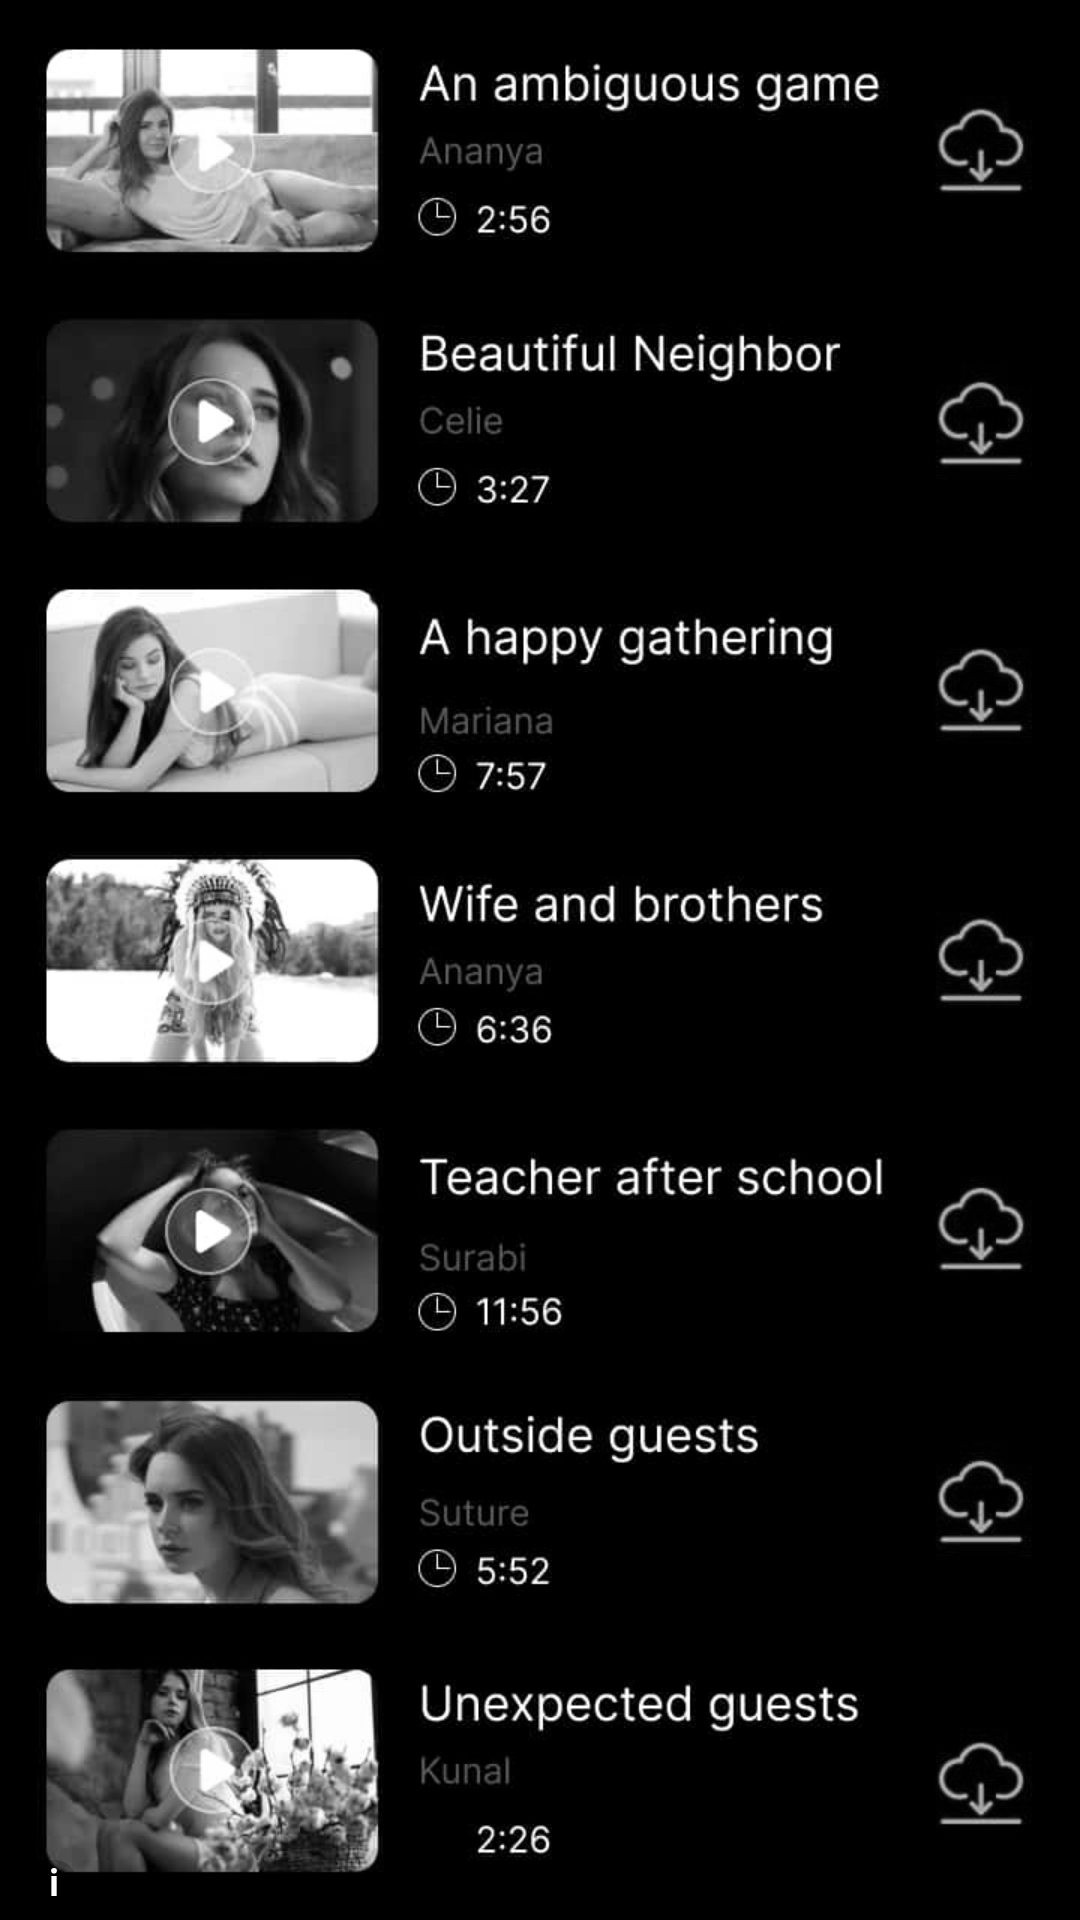 An ambiguous game
Ananya
2:56
Beautiful Neighbor
Celie
3:27
A happy gathering
Mariana
7:57
Wife and brothers
Ananya
6:36
Teacher after school
Surabi
11:56
Outside guests
Suture
5:52
Unexpected guests
Kunal
2:26
i